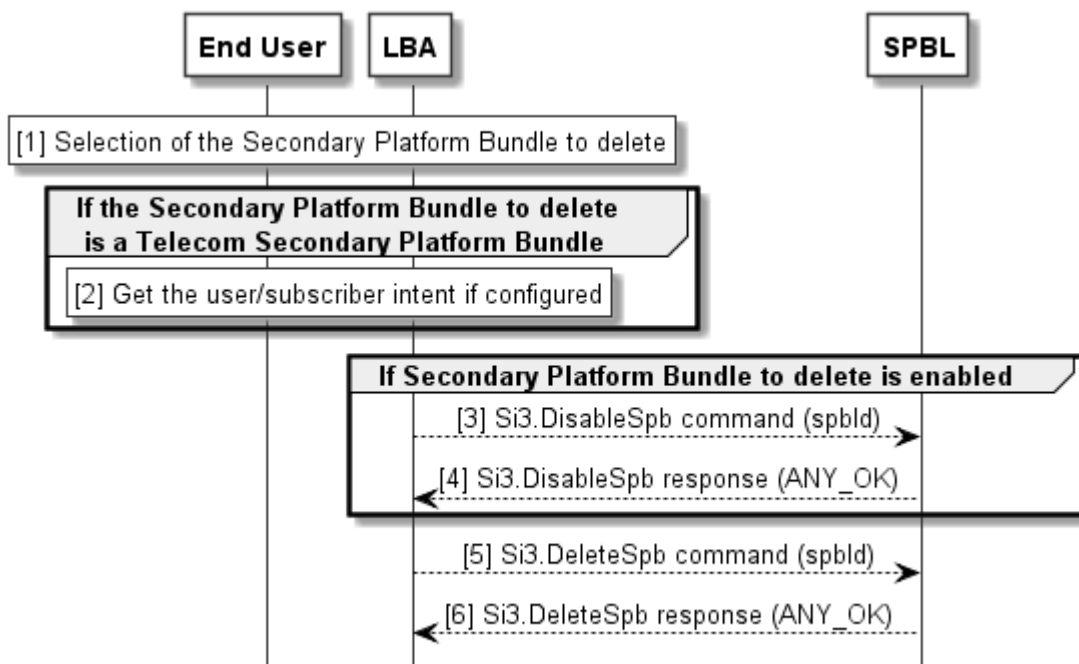 End User
LBA
SPBL
[1] Selection of the Secondary Platform Bundle to delete
If the Secondary Platform Bundle to delete
is a Telecom Secondary Platform Bundle
[2] Get the user/subscriber intent if configured
If Secondary Platform Bundle to delete is enabled
[3] Si3.DisableSpb command (spbId)
[4] Si3.DisableSpb response (ANY_OK)
[5] Si3.DeleteSpb command (spbId)
[6] Si3.DeleteSpb response (ANY_OK)